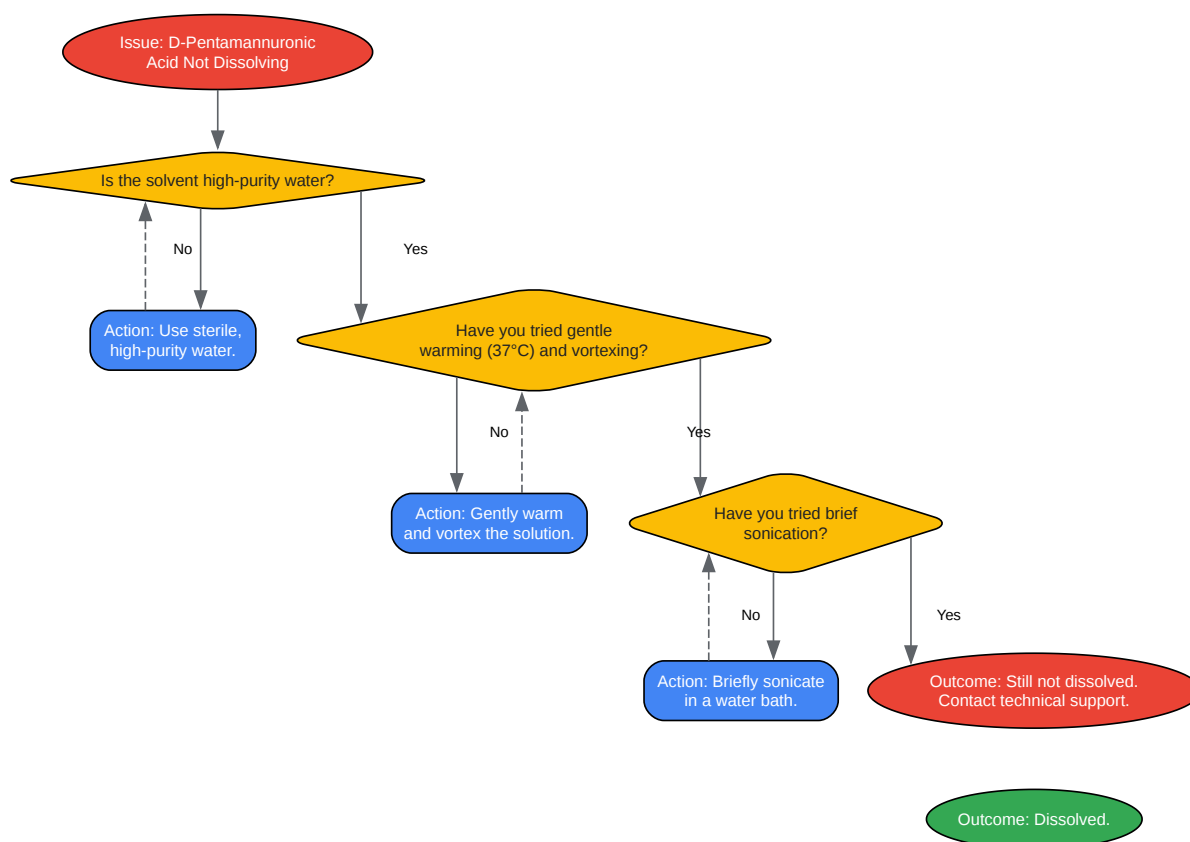 Issue: D-Pentamannuronic
Acid Not Dissolving
Is the solvent high-purity water?
No
Yes
Action: Use sterile,
high-purity water.
Have you tried gentle
warming (37°C) and vortexing?
No
Yes
Action: Gently warm
and vortex the solution.
Have you tried brief
sonication?
No
Yes
Action: Briefly sonicate
in a water bath.
Outcome: Still not dissolved.
Contact technical support.
Outcome: Dissolved.